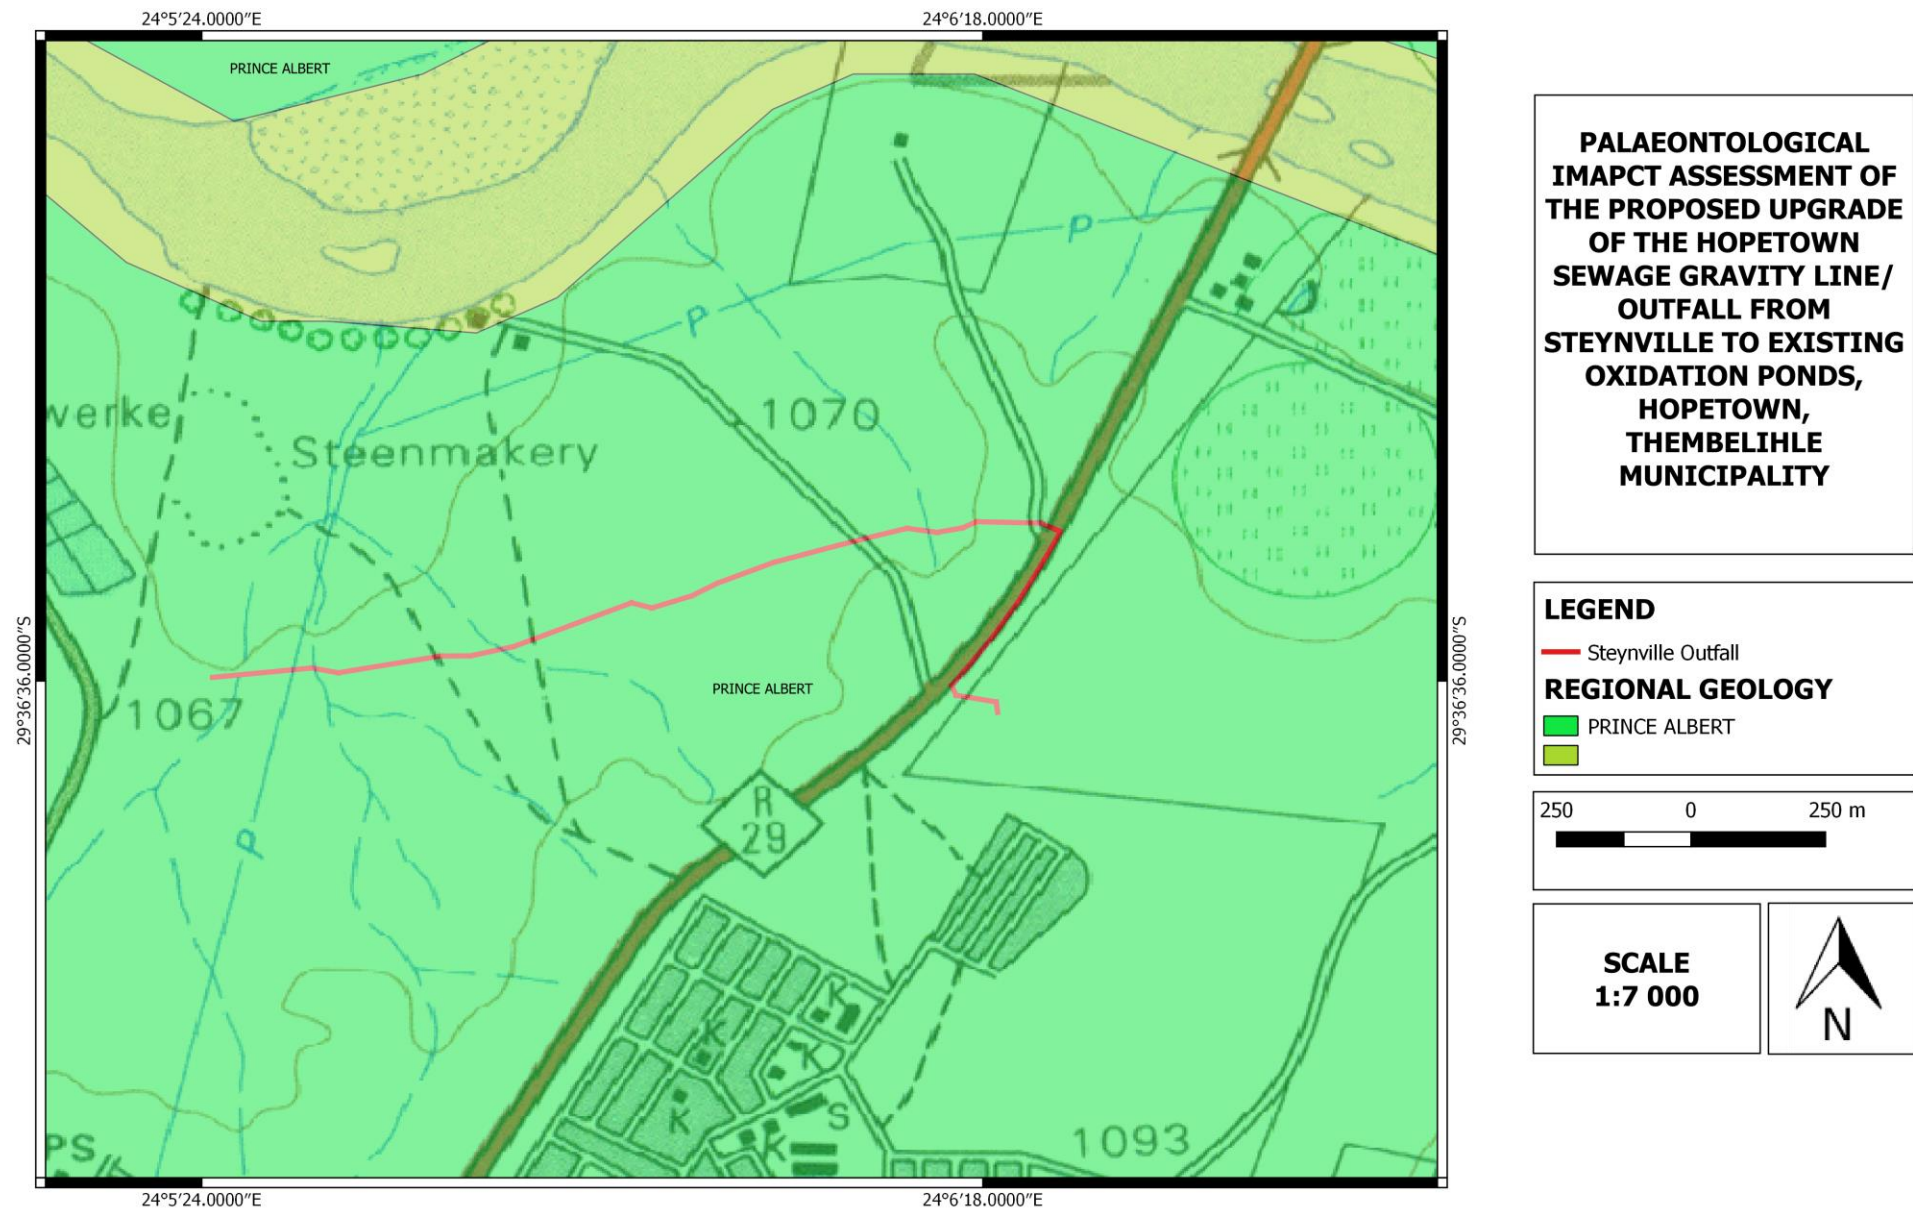 24°5'24.0000"E
24°6'18.0000"E
PRINCE ALBERT
P
P
werke
Steenmakery
1070
29°36'36.0000"S
29°36'36.0000"S
PRINCE ALBERT
1067
R
29
P
K
K
K
K
K
S
1093
PS
24°5'24.0000"E
24°6'18.0000"E
PALAEONTOLOGICAL
IMAPCT ASSESSMENT OF
THE PROPOSED UPGRADE
OF THE HOPETOWN
SEWAGE GRAVITY LINE/
OUTFALL FROM
STEYNVILLE TO EXISTING
OXIDATION PONDS,
HOPETOWN,
THEMBELIHLE
MUNICIPALITY
LEGEND
Steynville Outfall
REGIONAL GEOLOGY
PRINCE ALBERT
250 0 250 m
SCALE
1:7 000
N